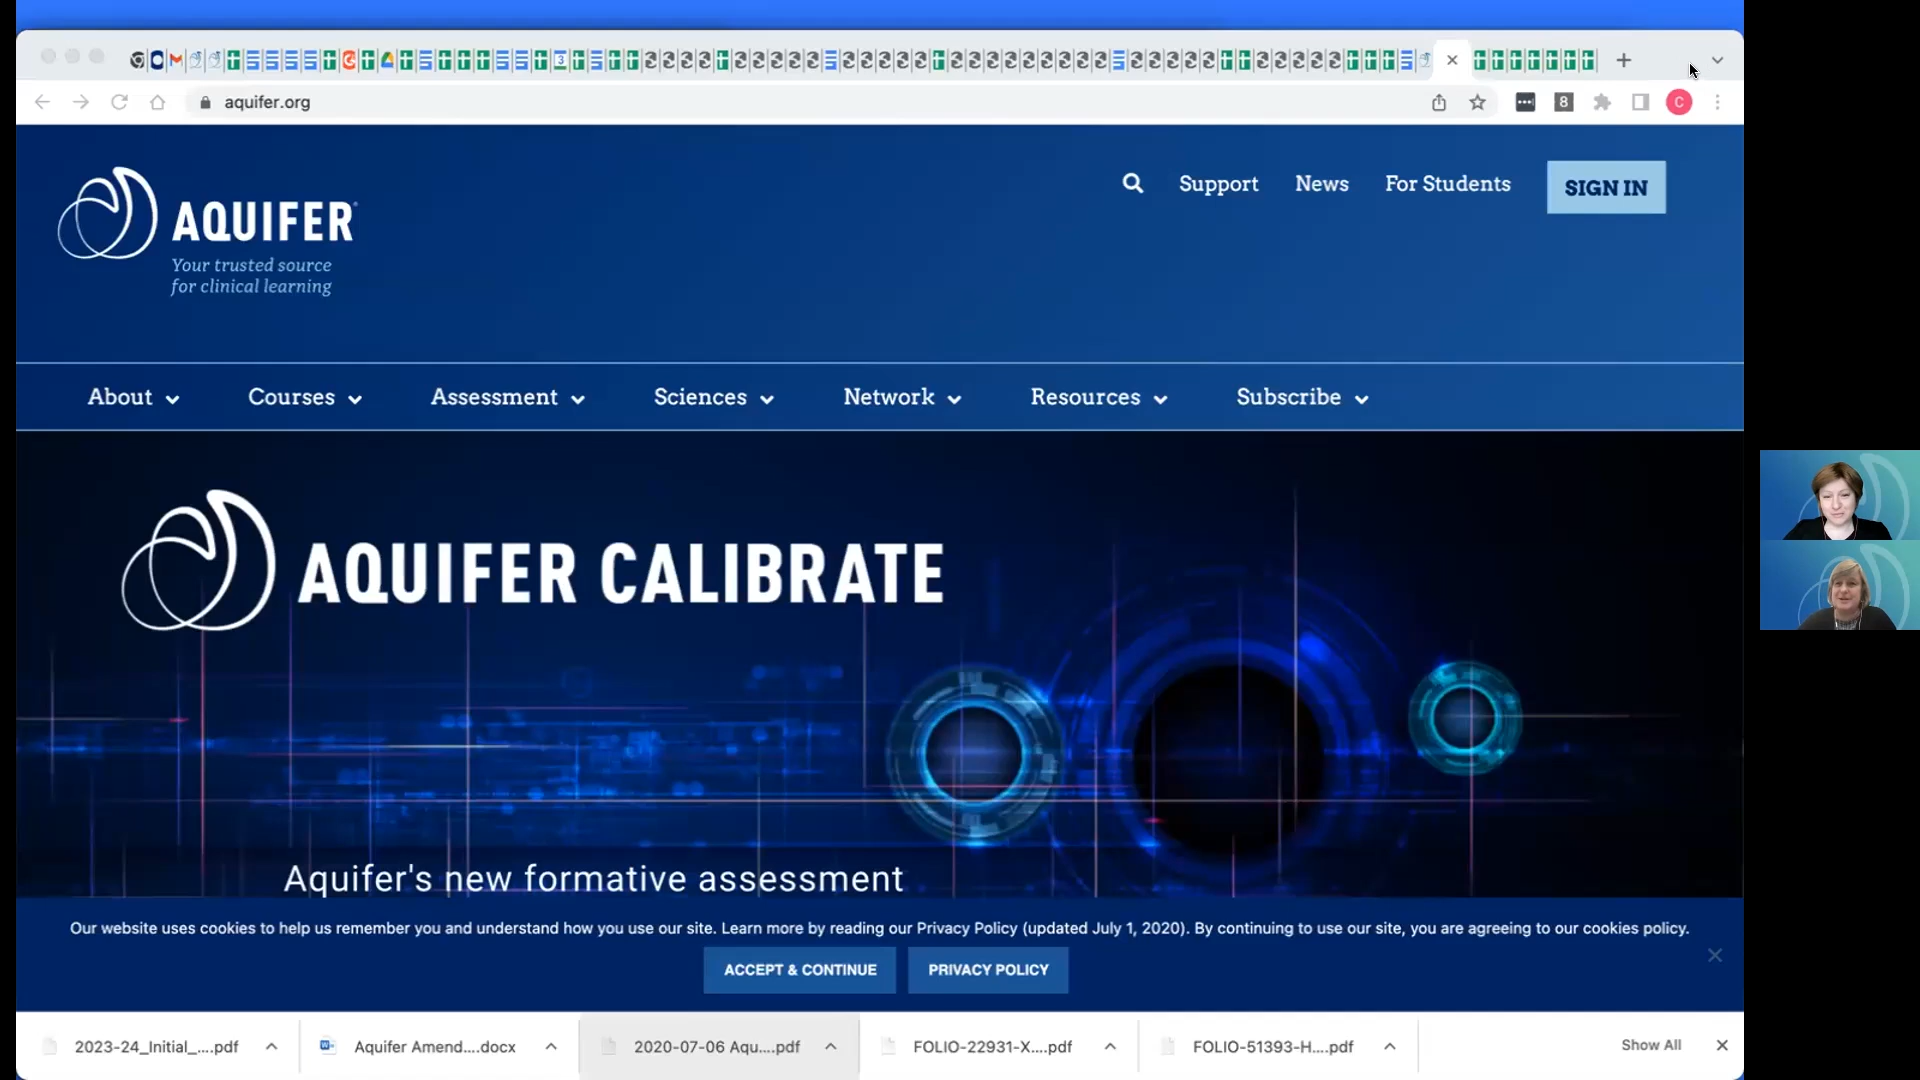 aquifer.org
8
C
AQUIFER
Your trusted source
for clinical learning
Support
News
For Students
SIGN IN
About
Courses
Assessment
Sciences
Network
Resources
Subscribe
AQUIFER CALIBRATE
Aquifer's new formative assessment
Our website uses cookies to help us remember you and understand how you use our site. Learn more by reading our Privacy Policy (updated July 1, 2020). By continuing to use our site, you are agreeing to our cookies policy.
ACCEPT & CONTINUE
PRIVACY POLICY
2023-24_Initial_....pdf
Aquifer Amend....docx
2020-07-06 Aqu....pdf
FOLIO-22931-X....pdf
FOLIO-51393-H....pdf
Show All